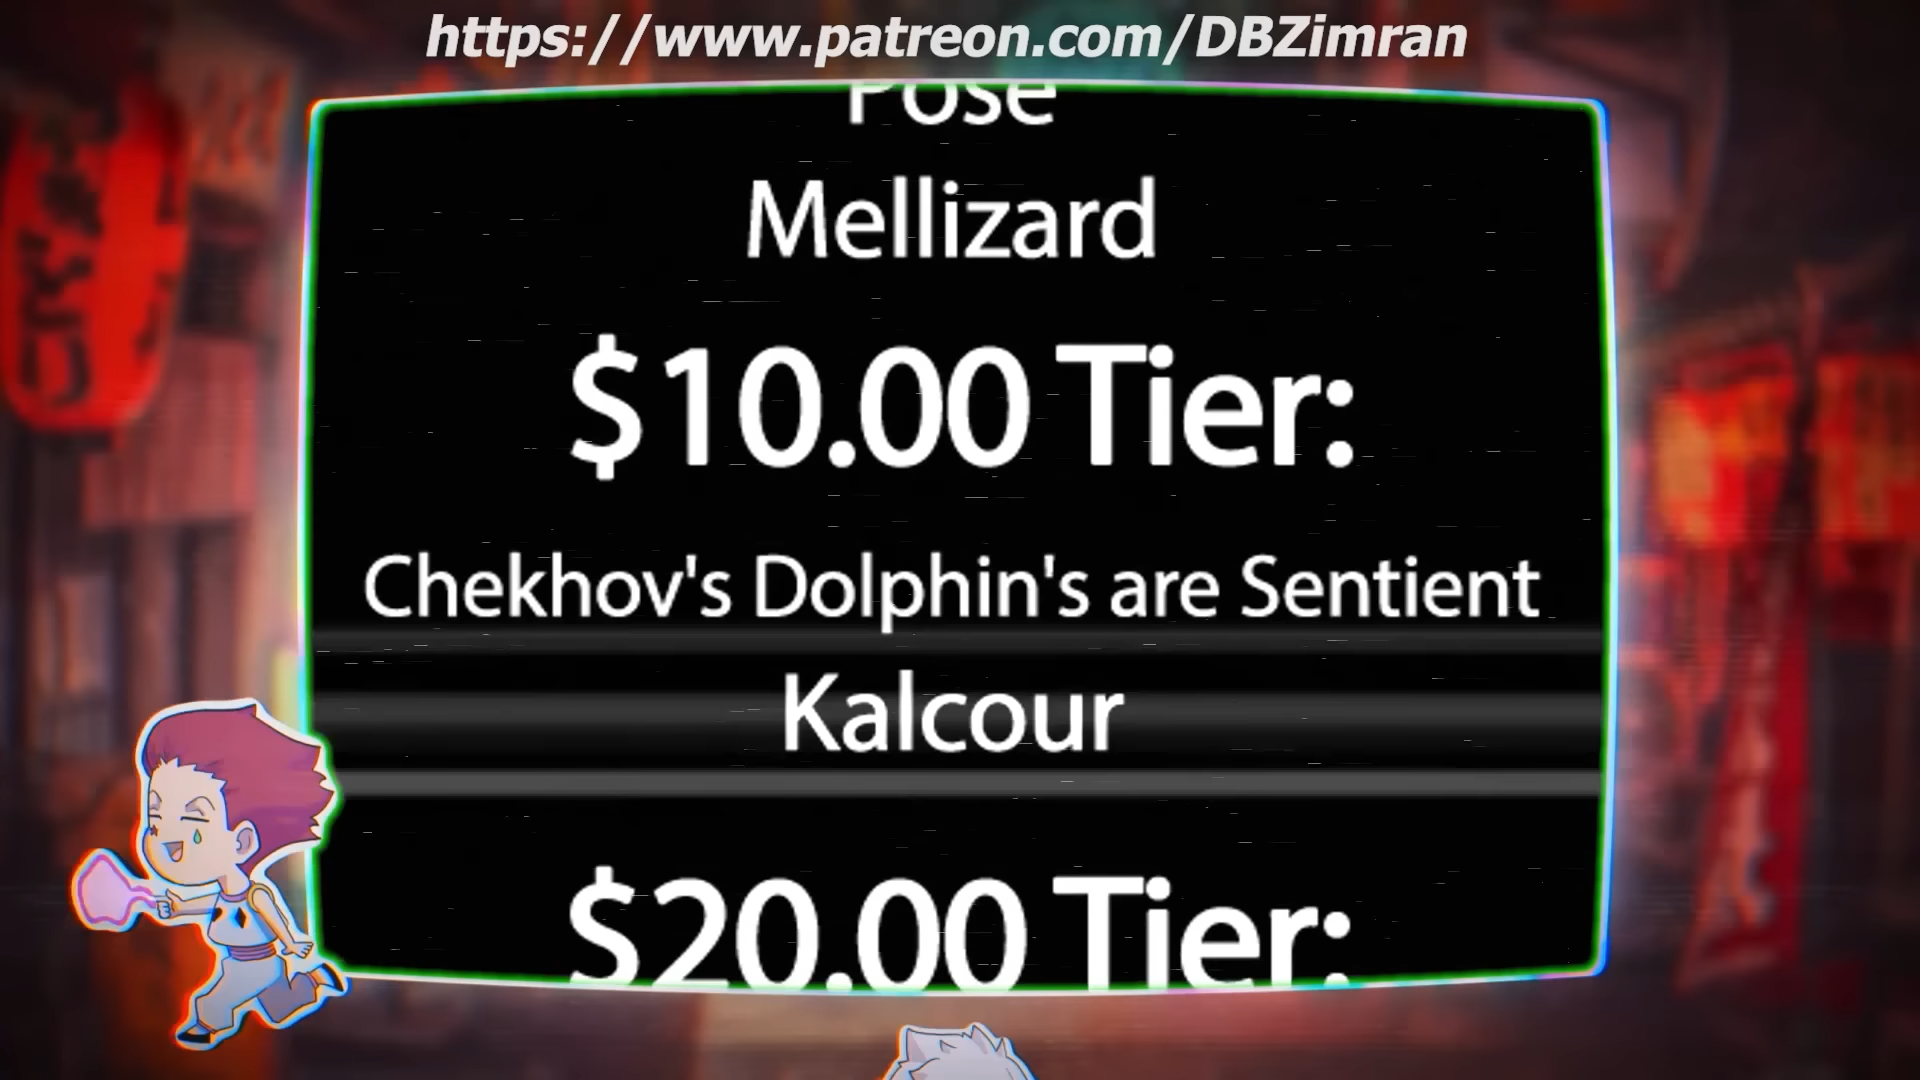 https://www.patreon.com/DBZimran
Pose
Mellizard
$10.00 Tier:
Chekhov's Dolphin's are Sentient
Kalcour
$20.00 Tier: